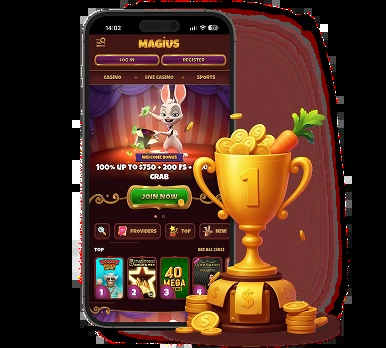 14:02
MAGIUS
LOG IN
REGISTER
CASINO
LIVE CASINO
SPORTS
WELCOME BONUS
100% UP TO $750 + 200 FS +
CRAB
JOIN NOW
PROVIDERS
TOP
NEW
TOP
SEE ALL
40
MEGA
1
2
3
4
1
$